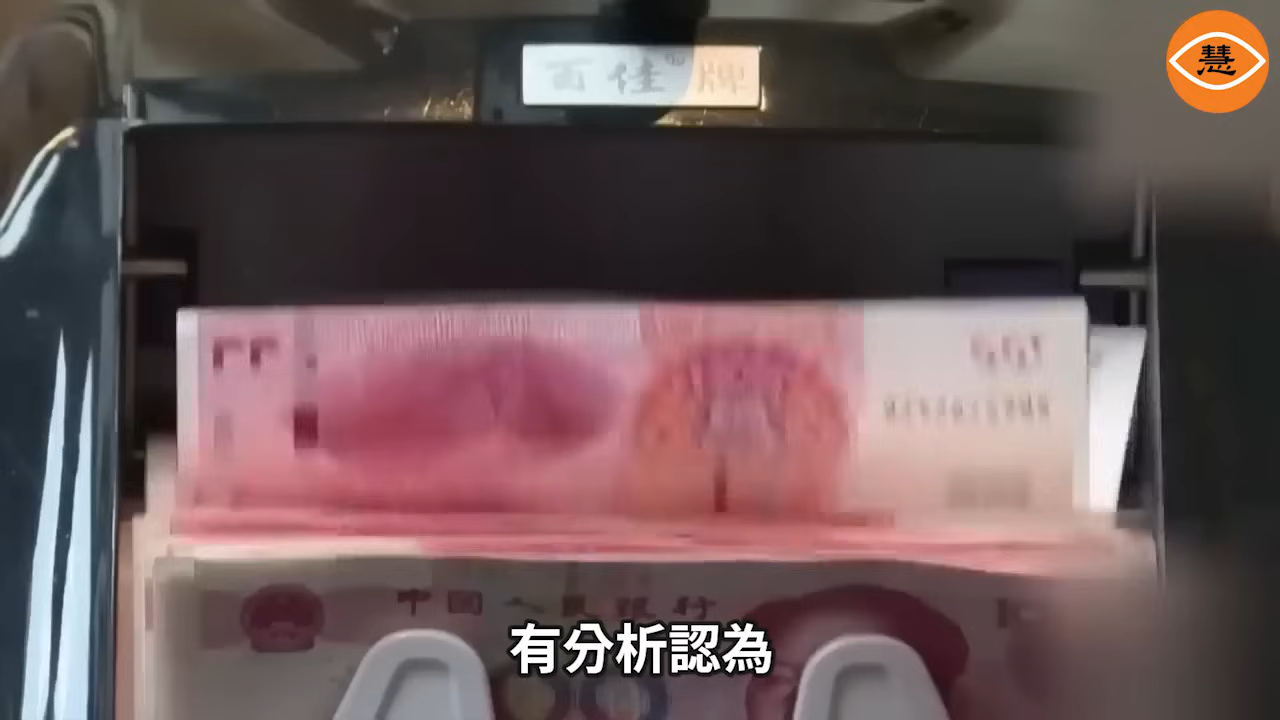 百佳牌
慧
中国人民银行
有分析認為